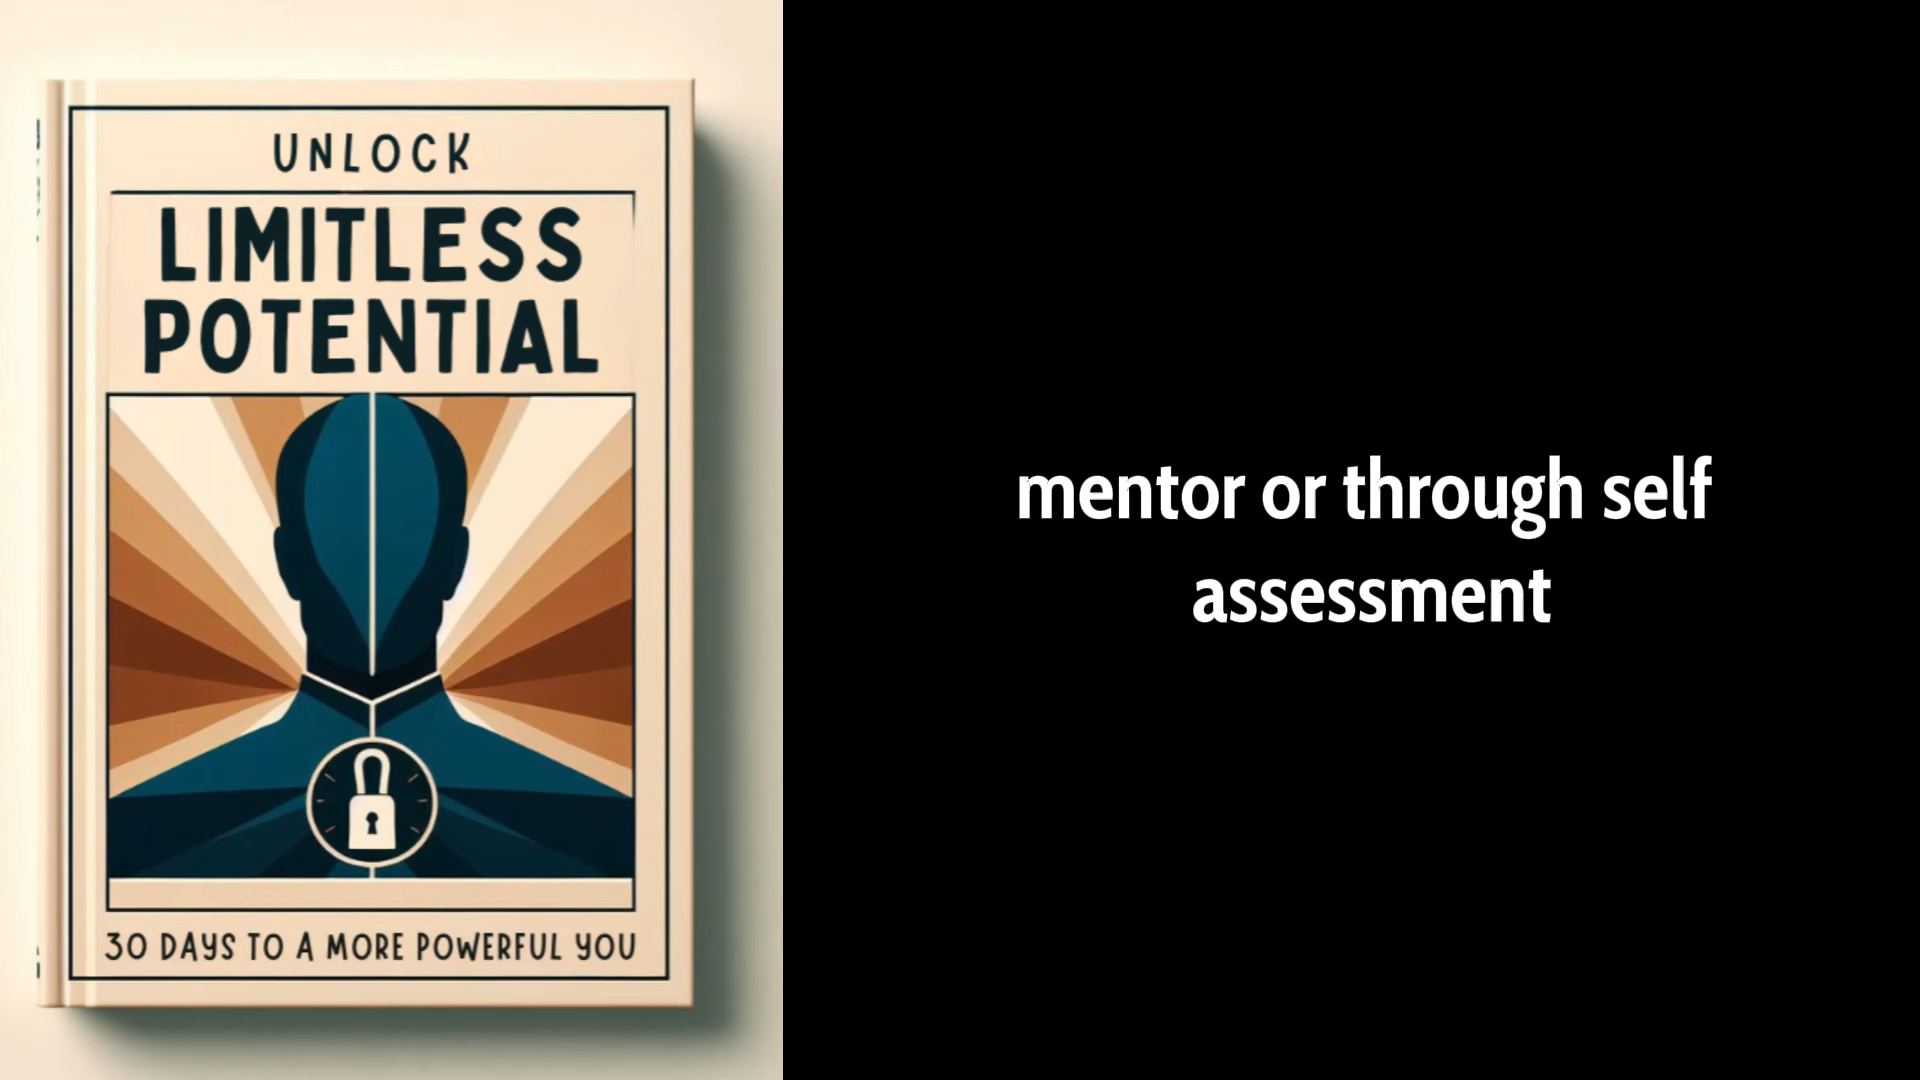 UNLOCK
LIMITLESS
POTENTIAL
30 DAYS TO A MORE POWERFUL YOU
mentor or through self
assessment